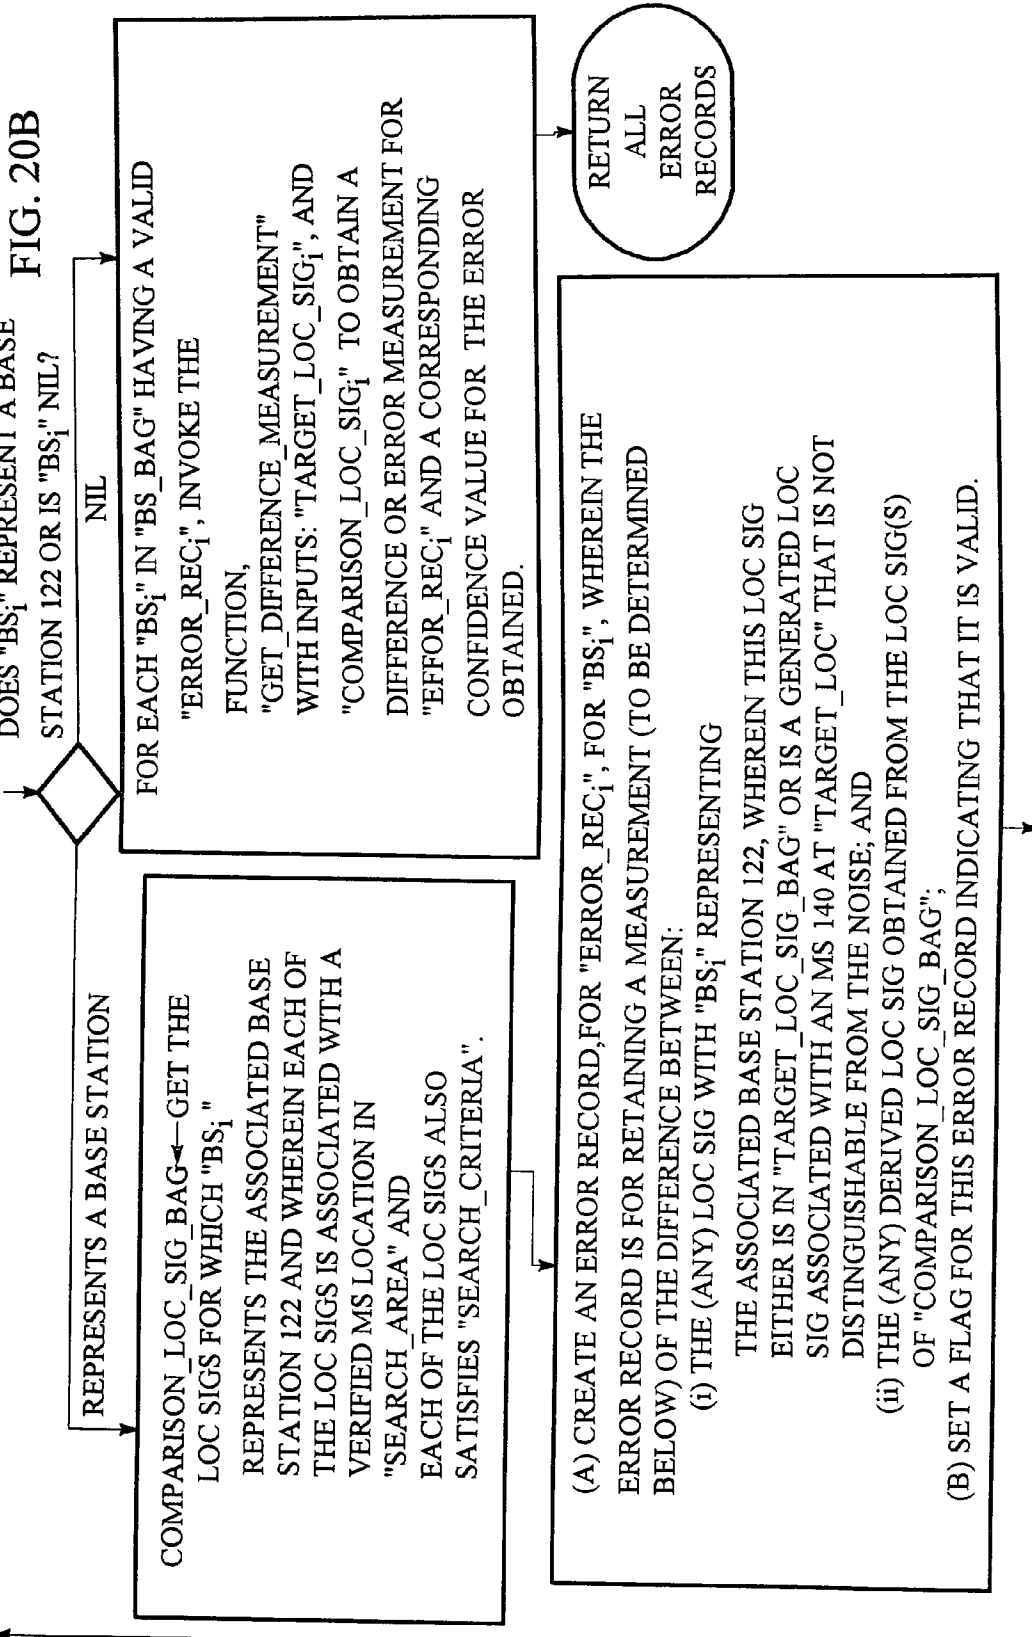 FIG. 20B
DOES "BSi" REPRESENT A BASE
STATION 122 OR IS "BSi" NIL?
REPRESENTS A BASE STATION
NIL
COMPARISON_LOC_SIG_BAG←GET THE
LOC SIGS FOR WHICH "BSi"
REPRESENTS THE ASSOCIATED BASE
STATION 122 AND WHEREIN EACH OF
THE LOC SIGS IS ASSOCIATED WITH A
VERIFIED MS LOCATION IN
"SEARCH_AREA" AND
EACH OF THE LOC SIGS ALSO
SATISFIES "SEARCH_CRITERIA".
FOR EACH "BSi" IN "BS_BAG" HAVING A VALID
"ERROR_RECi", INVOKE THE
FUNCTION,
"GET_DIFFERENCE_MEASUREMENT"
WITH INPUTS: "TARGET_LOC_SIGi", AND
"COMPARISON_LOC_SIGi" TO OBTAIN A
DIFFERENCE OR ERROR MEASUREMENT FOR
"EFFOR_RECi" AND A CORRESPONDING
CONFIDENCE VALUE FOR THE ERROR
OBTAINED.
RETURN
ALL
ERROR
RECORDS
(A) CREATE AN ERROR RECORD,FOR "ERROR_RECi", FOR "BSi", WHEREIN THE
ERROR RECORD IS FOR RETAINING A MEASUREMENT (TO BE DETERMINED
BELOW) OF THE DIFFERENCE BETWEEN:
(i) THE (ANY) LOC SIG WITH "BSi" REPRESENTING
THE ASSOCIATED BASE STATION 122, WHEREIN THIS LOC SIG
EITHER IS IN "TARGET_LOC_SIG_BAG" OR IS A GENERATED LOC
SIG ASSOCIATED WITH AN MS 140 AT "TARGET_LOC" THAT IS NOT
DISTINGUISHABLE FROM THE NOISE; AND
(ii) THE (ANY) DERIVED LOC SIG OBTAINED FROM THE LOC SIG(S)
OF "COMPARISON_LOC_SIG_BAG";
(B) SET A FLAG FOR THIS ERROR RECORD INDICATING THAT IT IS VALID.